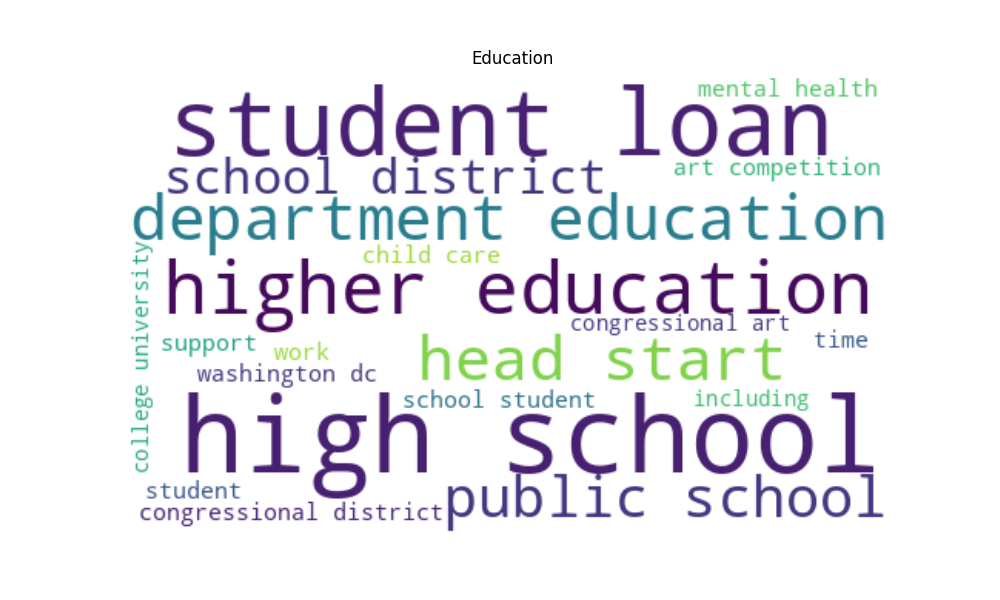 Education
mental health
student loan
art competition
school district
department education
child care
higher education
college university
congressional art
time
support
work
head start
washington dc
school student
including
high school
student
public school
congressional district